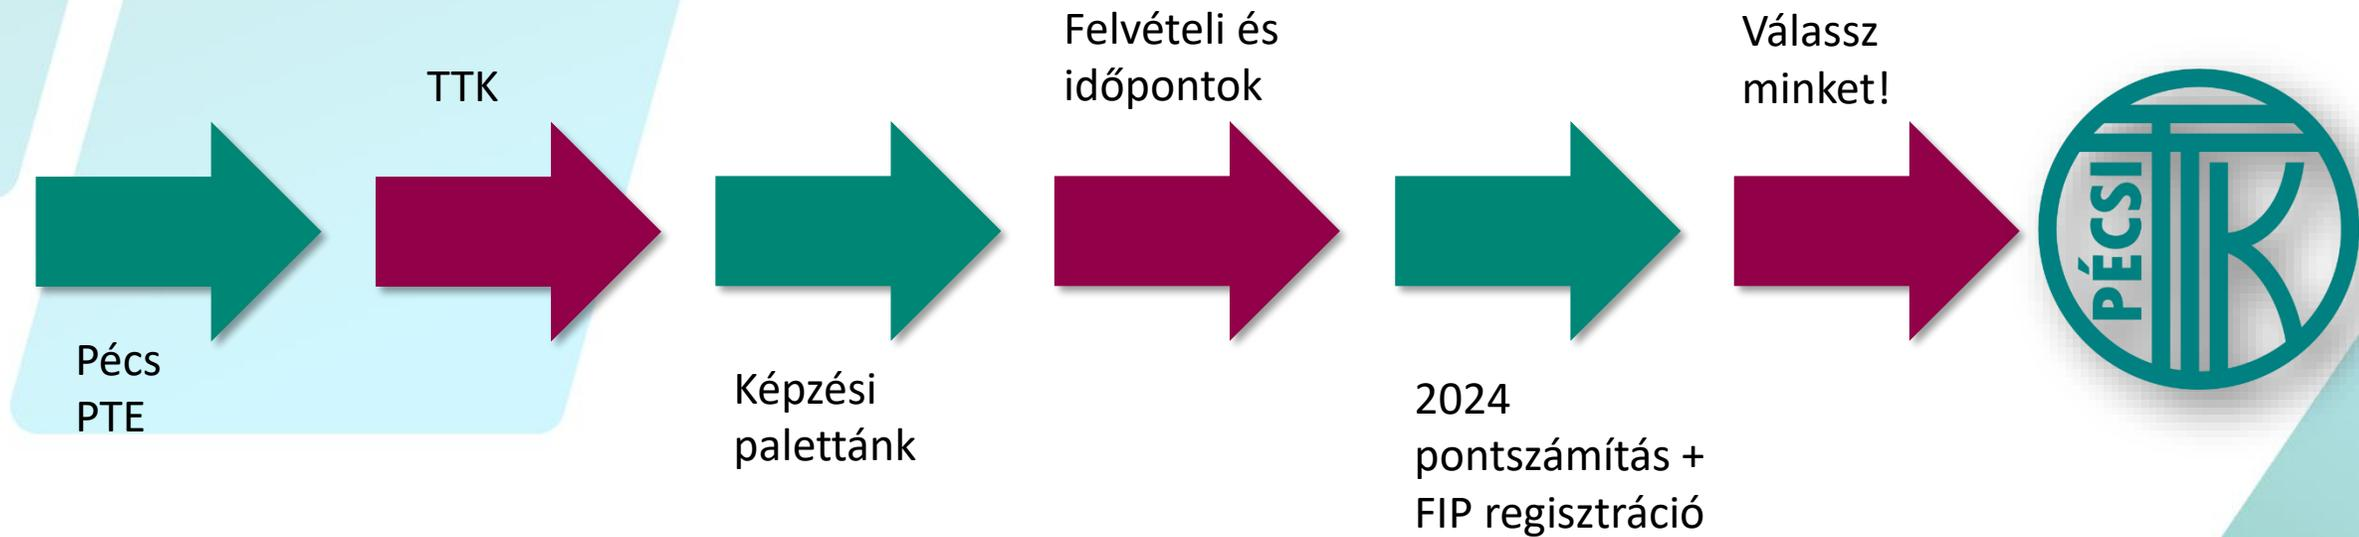 Pécs
PTE
TTK
Képzési
palettánk
Felvételi és
időpontok
2024
pontszámítás +
FIP regisztráció
Válassz
minket!
PÉCSI
TTK